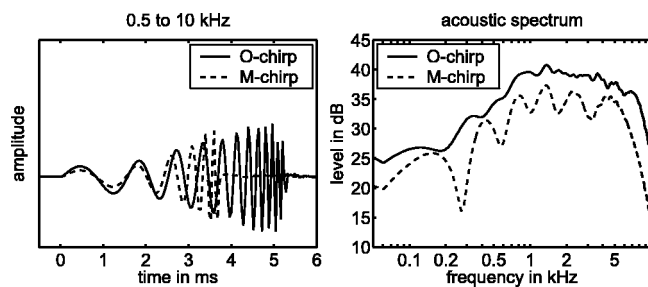 0.5 to 10 kHz
O-chirp
M-chirp
amplitude
0 1 2 3 4 5 6
time in ms
acoustic spectrum
O-chirp
M-chirp
level in dB
45
40
35
30
25
20
15
10
0.1 0.2 0.5 1 2 5
frequency in kHz